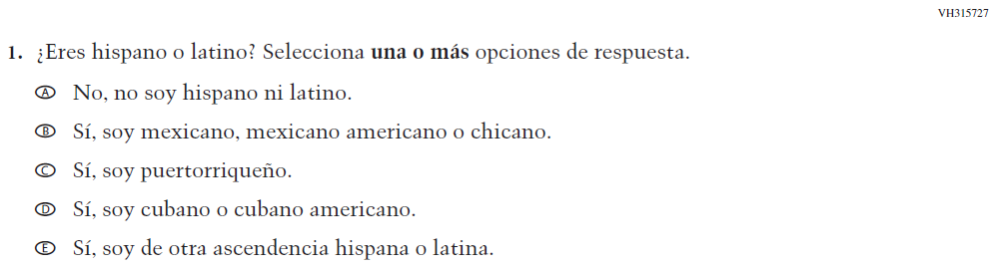 VH315727
1. ¿Eres hispano o latino? Selecciona una o más opciones de respuesta.
A No, no soy hispano ni latino.
B Sí, soy mexicano, mexicano americano o chicano.
C Sí, soy puertorriqueño.
D Sí, soy cubano o cubano americano.
E Sí, soy de otra ascendencia hispana o latina.